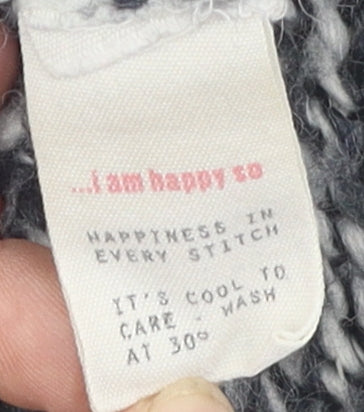 ...i am happy so
HAPPINESS IN
EVERY STITCH
IT'S COOL TO
CARE - WASH
AT 30°